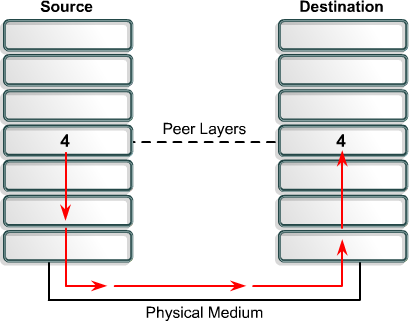 Source
Destination
4
Peer Layers
4
Physical Medium